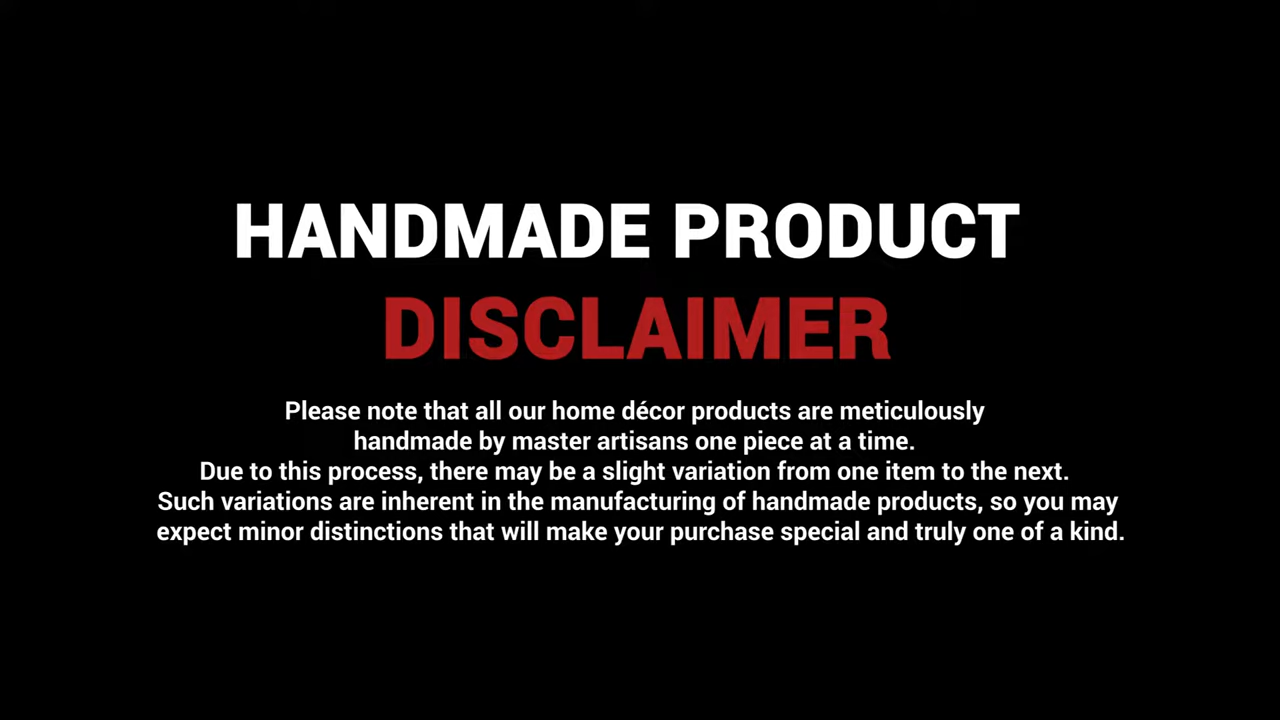 HANDMADE PRODUCT
DISCLAIMER
Please note that all our home décor products are meticulously
handmade by master artisans one piece at a time.
Due to this process, there may be a slight variation from one item to the next.
Such variations are inherent in the manufacturing of handmade products, so you may
expect minor distinctions that will make your purchase special and truly one of a kind.